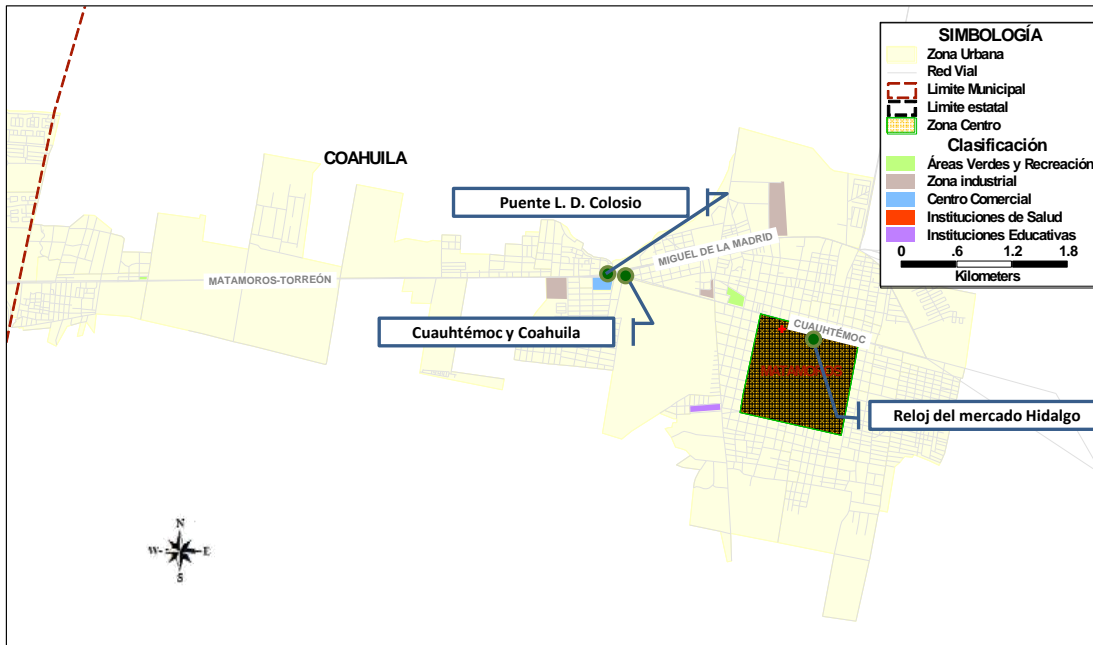 SIMBOLOGÍA
Zona Urbana
Red Vial
Limite Municipal
Limite estatal
Zona Centro
Clasificación
Áreas Verdes y Recreación
Zona industrial
Centro Comercial
Instituciones de Salud
Instituciones Educativas
0 .6 1.2 1.8
Kilometers
COAHUILA
Puente L. D. Colosio
MIGUEL DE LA MADRID
MATAMOROS-TORREÓN
Cuauhtémoc y Coahuila
CUAUHTÉMOC
MATAMOROS
Reloj del mercado Hidalgo
N
W E
S